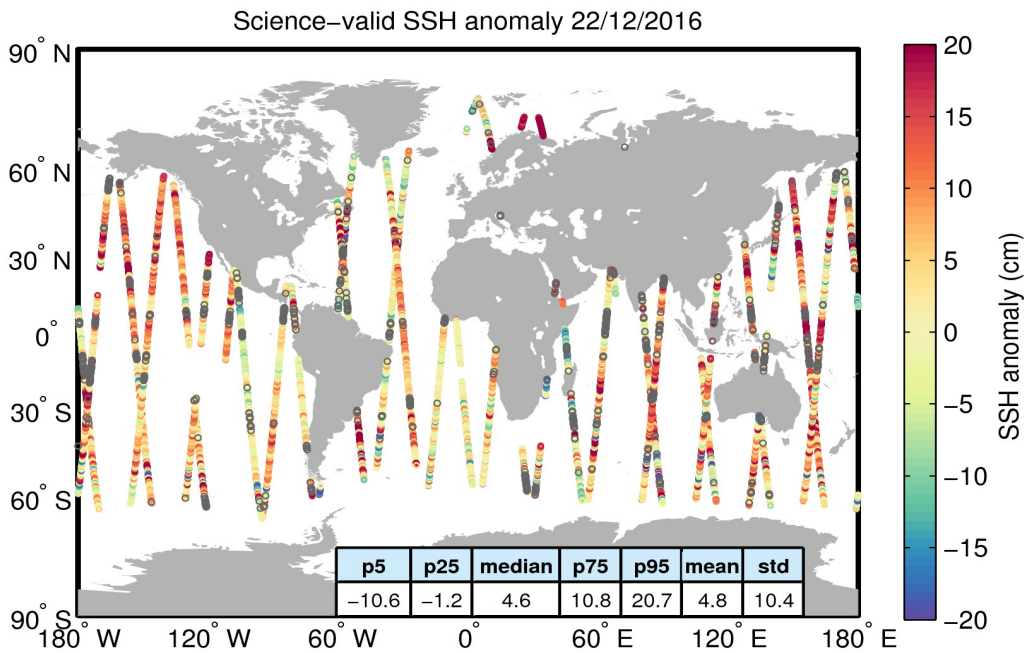 Science−valid SSH anomaly 22/12/2016
90° N
60° N
30° N
0°
30° S
60° S
90° S
180° W
120° W
60° W
0°
60° E
120° E
180° E
p5 p25 median p75 p95 mean std
−10.6 −1.2 4.6 10.8 20.7 4.8 10.4
20
15
10
5
0
−5
−10
−15
−20
SSH anomaly (cm)